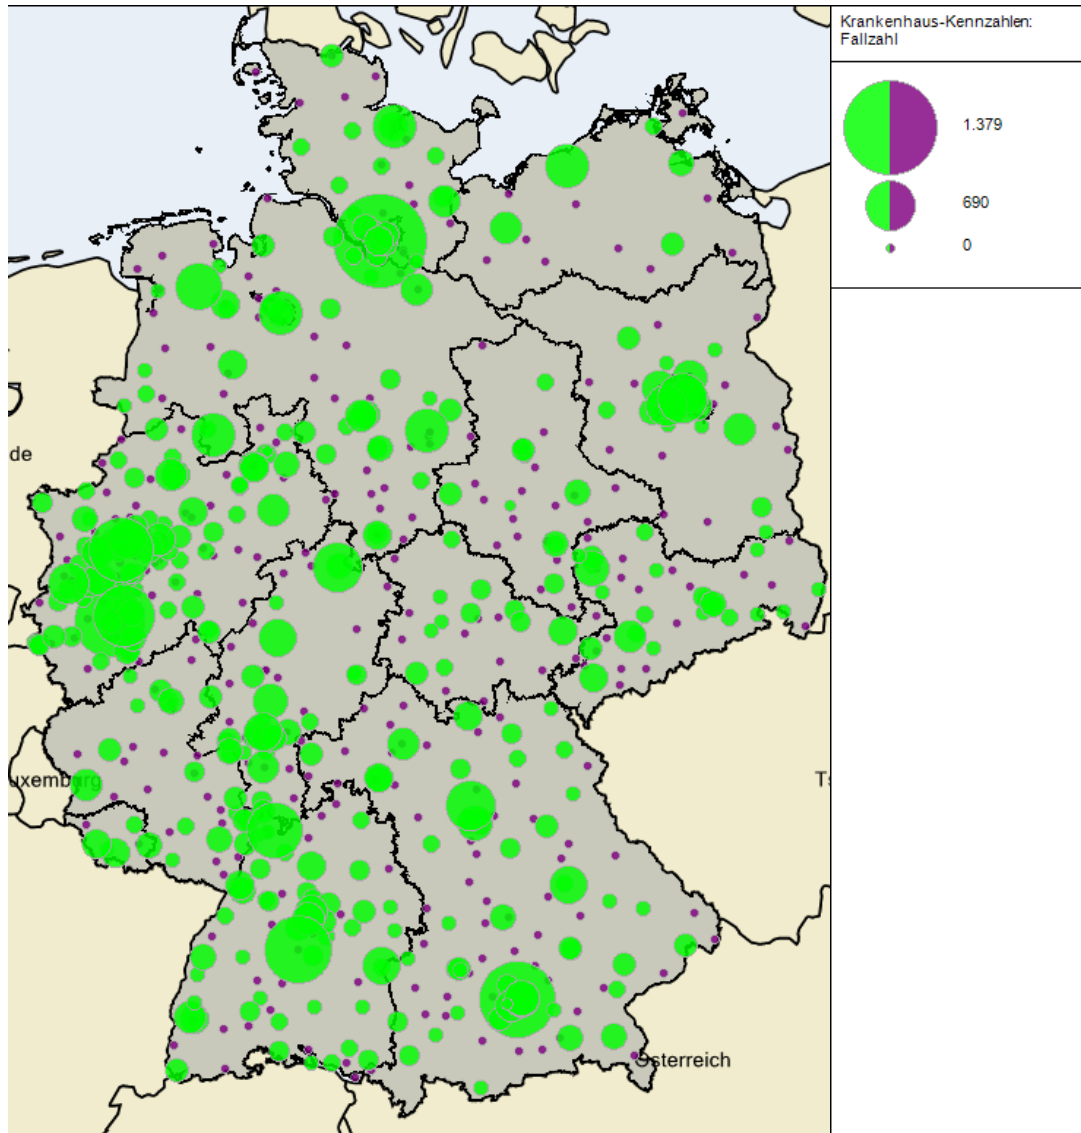 Krankenhaus-Kennzahlen:
Fallzahl
1.379
690
0
de
uxemburg
Ts
Österreich